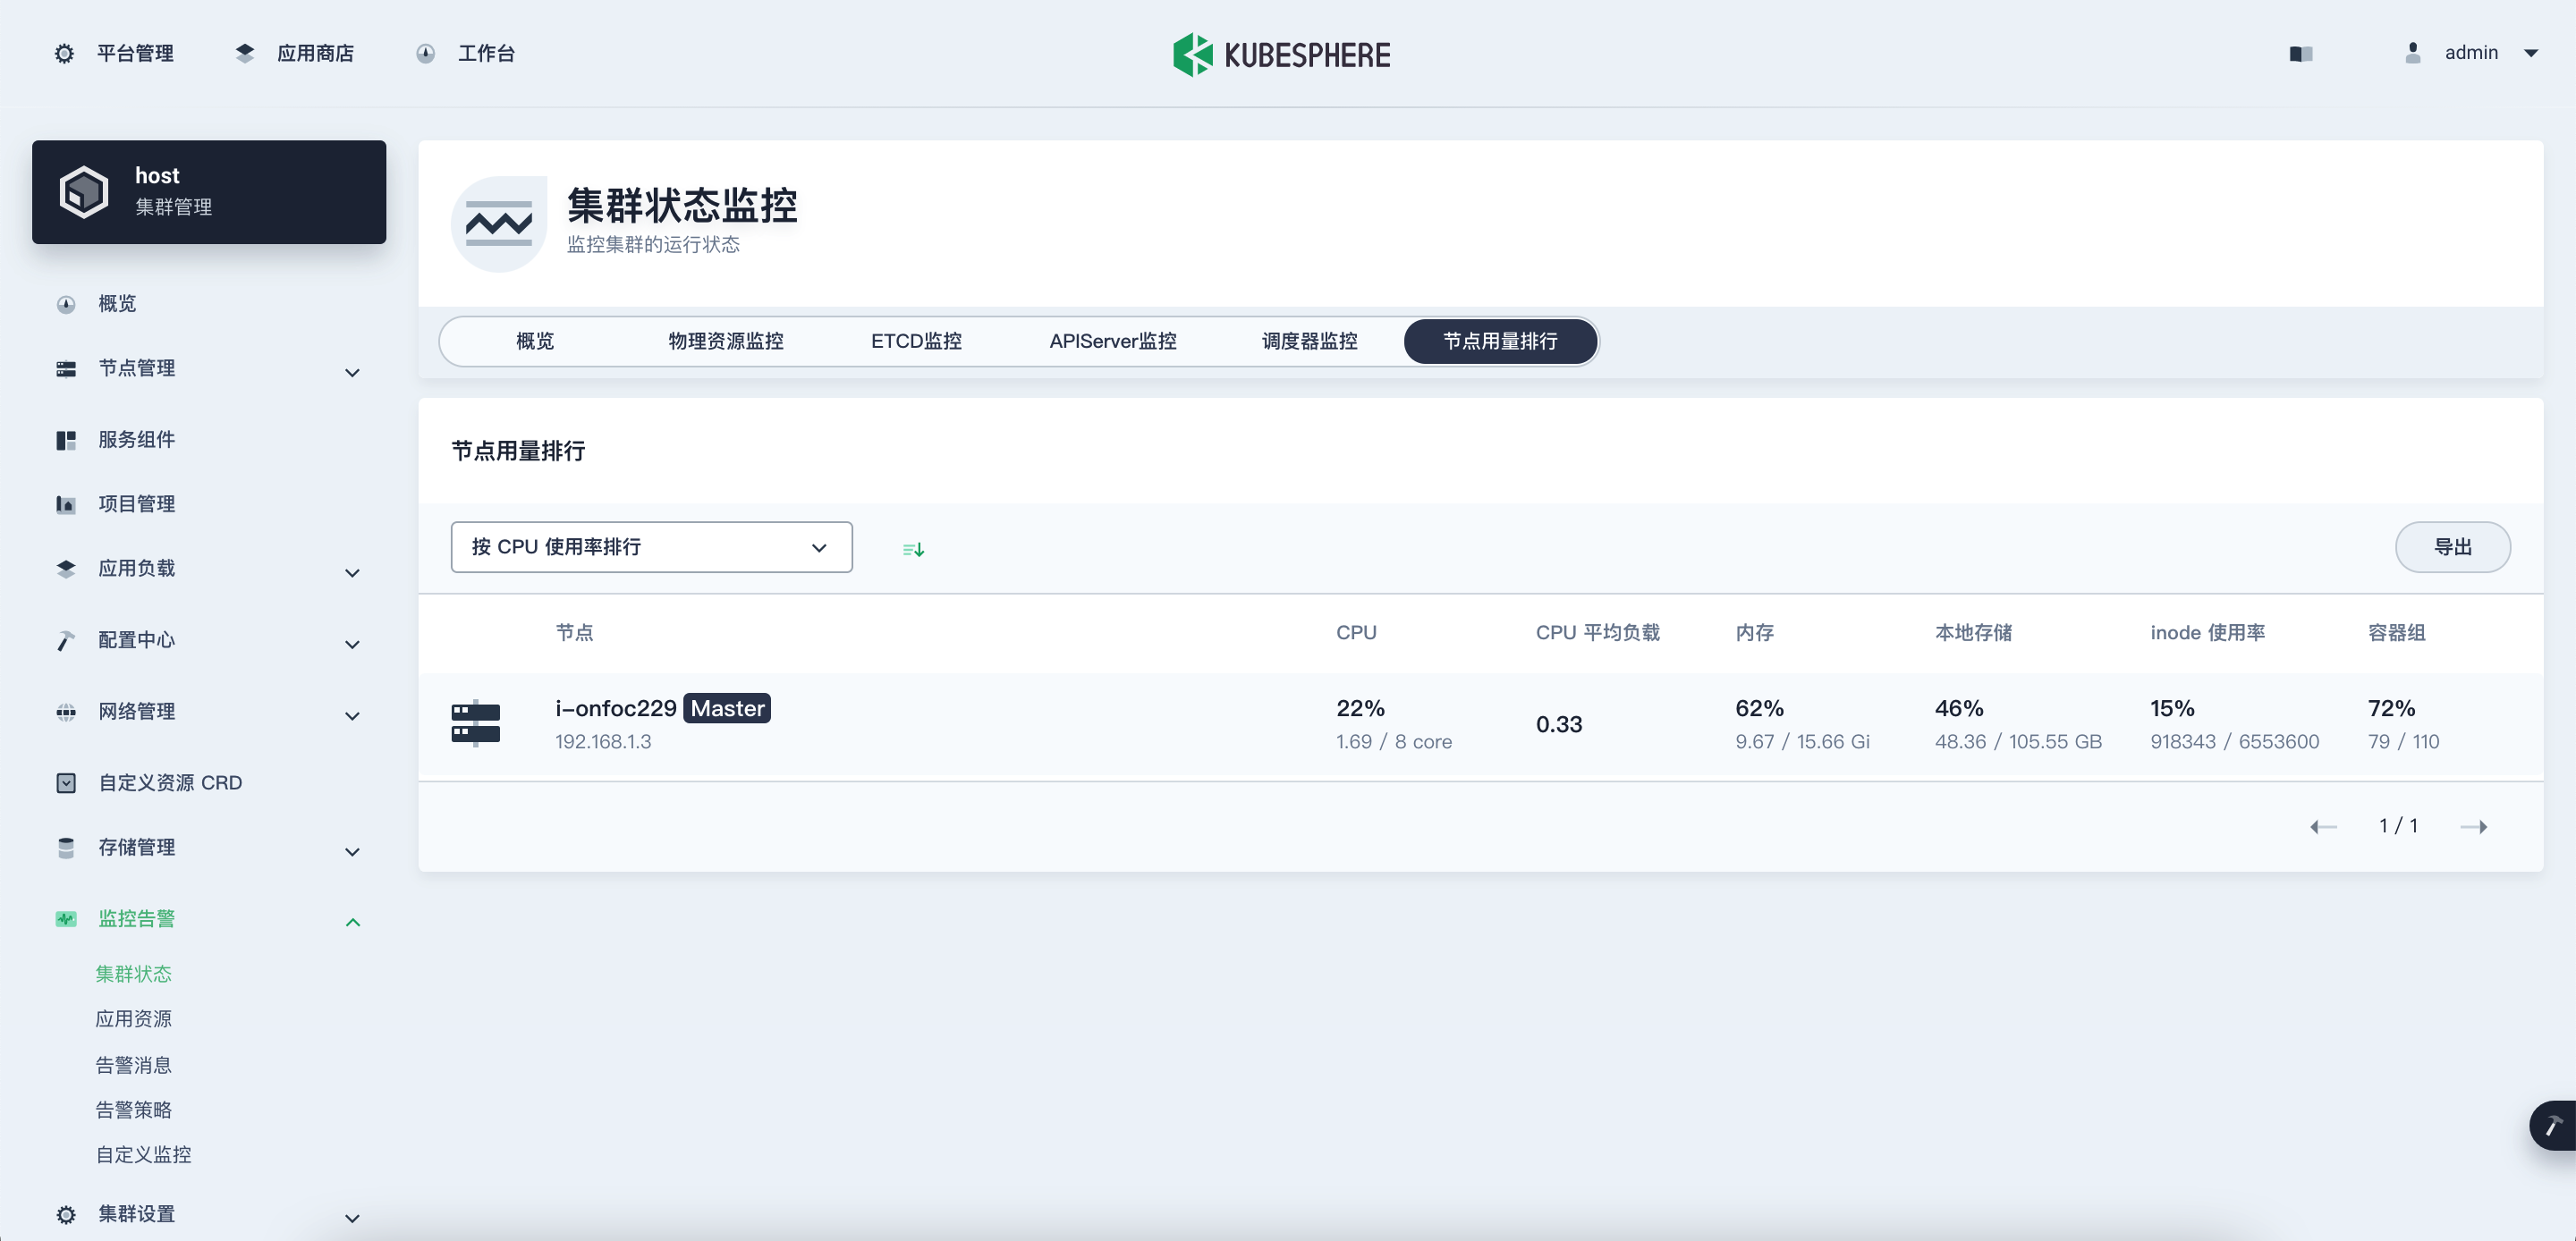 平台管理
应用商店
工作台
KUBESPHERE
admin
host
集群管理
概览
节点管理
服务组件
项目管理
应用负载
配置中心
网络管理
自定义资源 CRD
存储管理
监控告警
集群状态
应用资源
告警消息
告警策略
自定义监控
集群设置
集群状态监控
监控集群的运行状态
概览
物理资源监控
ETCD监控
APIServer监控
调度器监控
节点用量排行
节点用量排行
按 CPU 使用率排行
导出
节点 CPU CPU 平均负载 内存 本地存储 inode 使用率 容器组
i-onfoc229 Master 22% 0.33 62% 46% 15% 72%
192.168.1.3 1.69 / 8 core 9.67 / 15.66 Gi 48.36 / 105.55 GB 918343 / 6553600 79 / 110
1 / 1